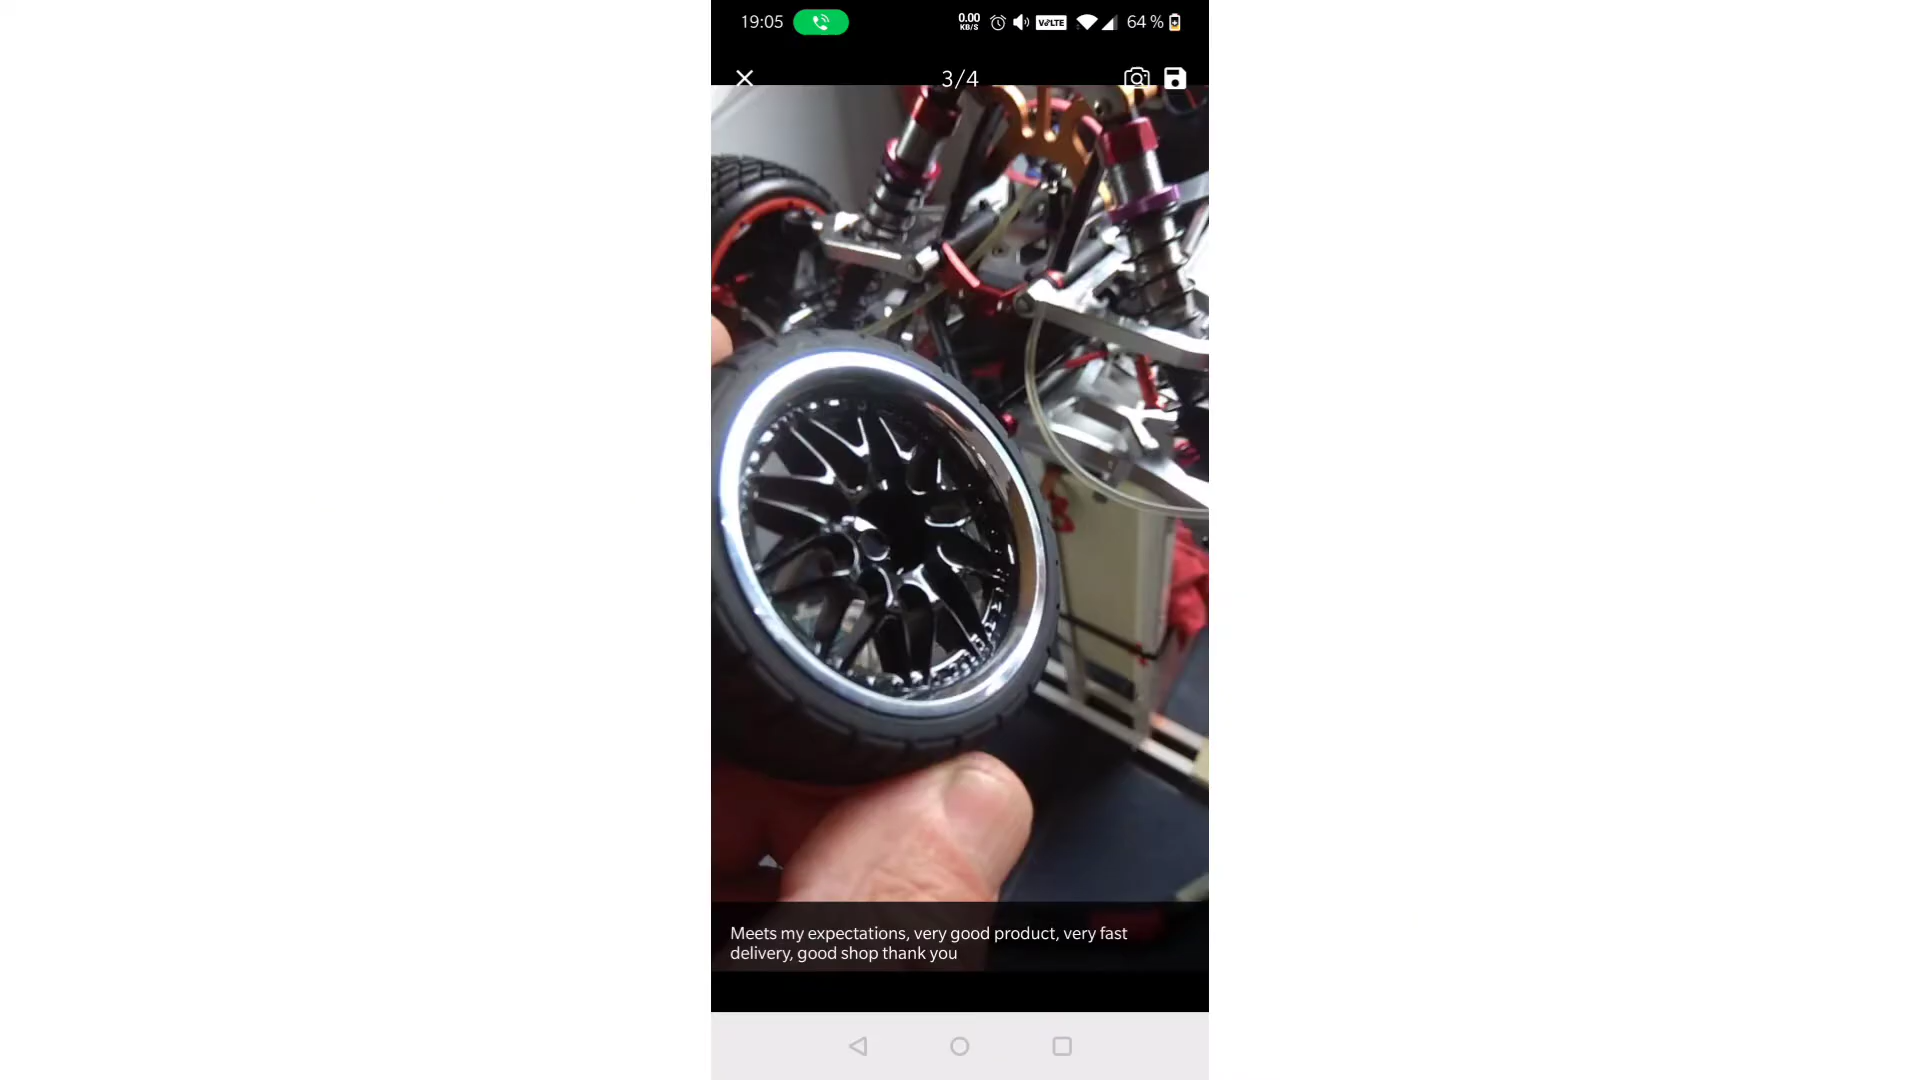 19:05
0.00
KB/S
VoLTE
64 %
3/4
Meets my expectations, very good product, very fast
delivery, good shop thank you